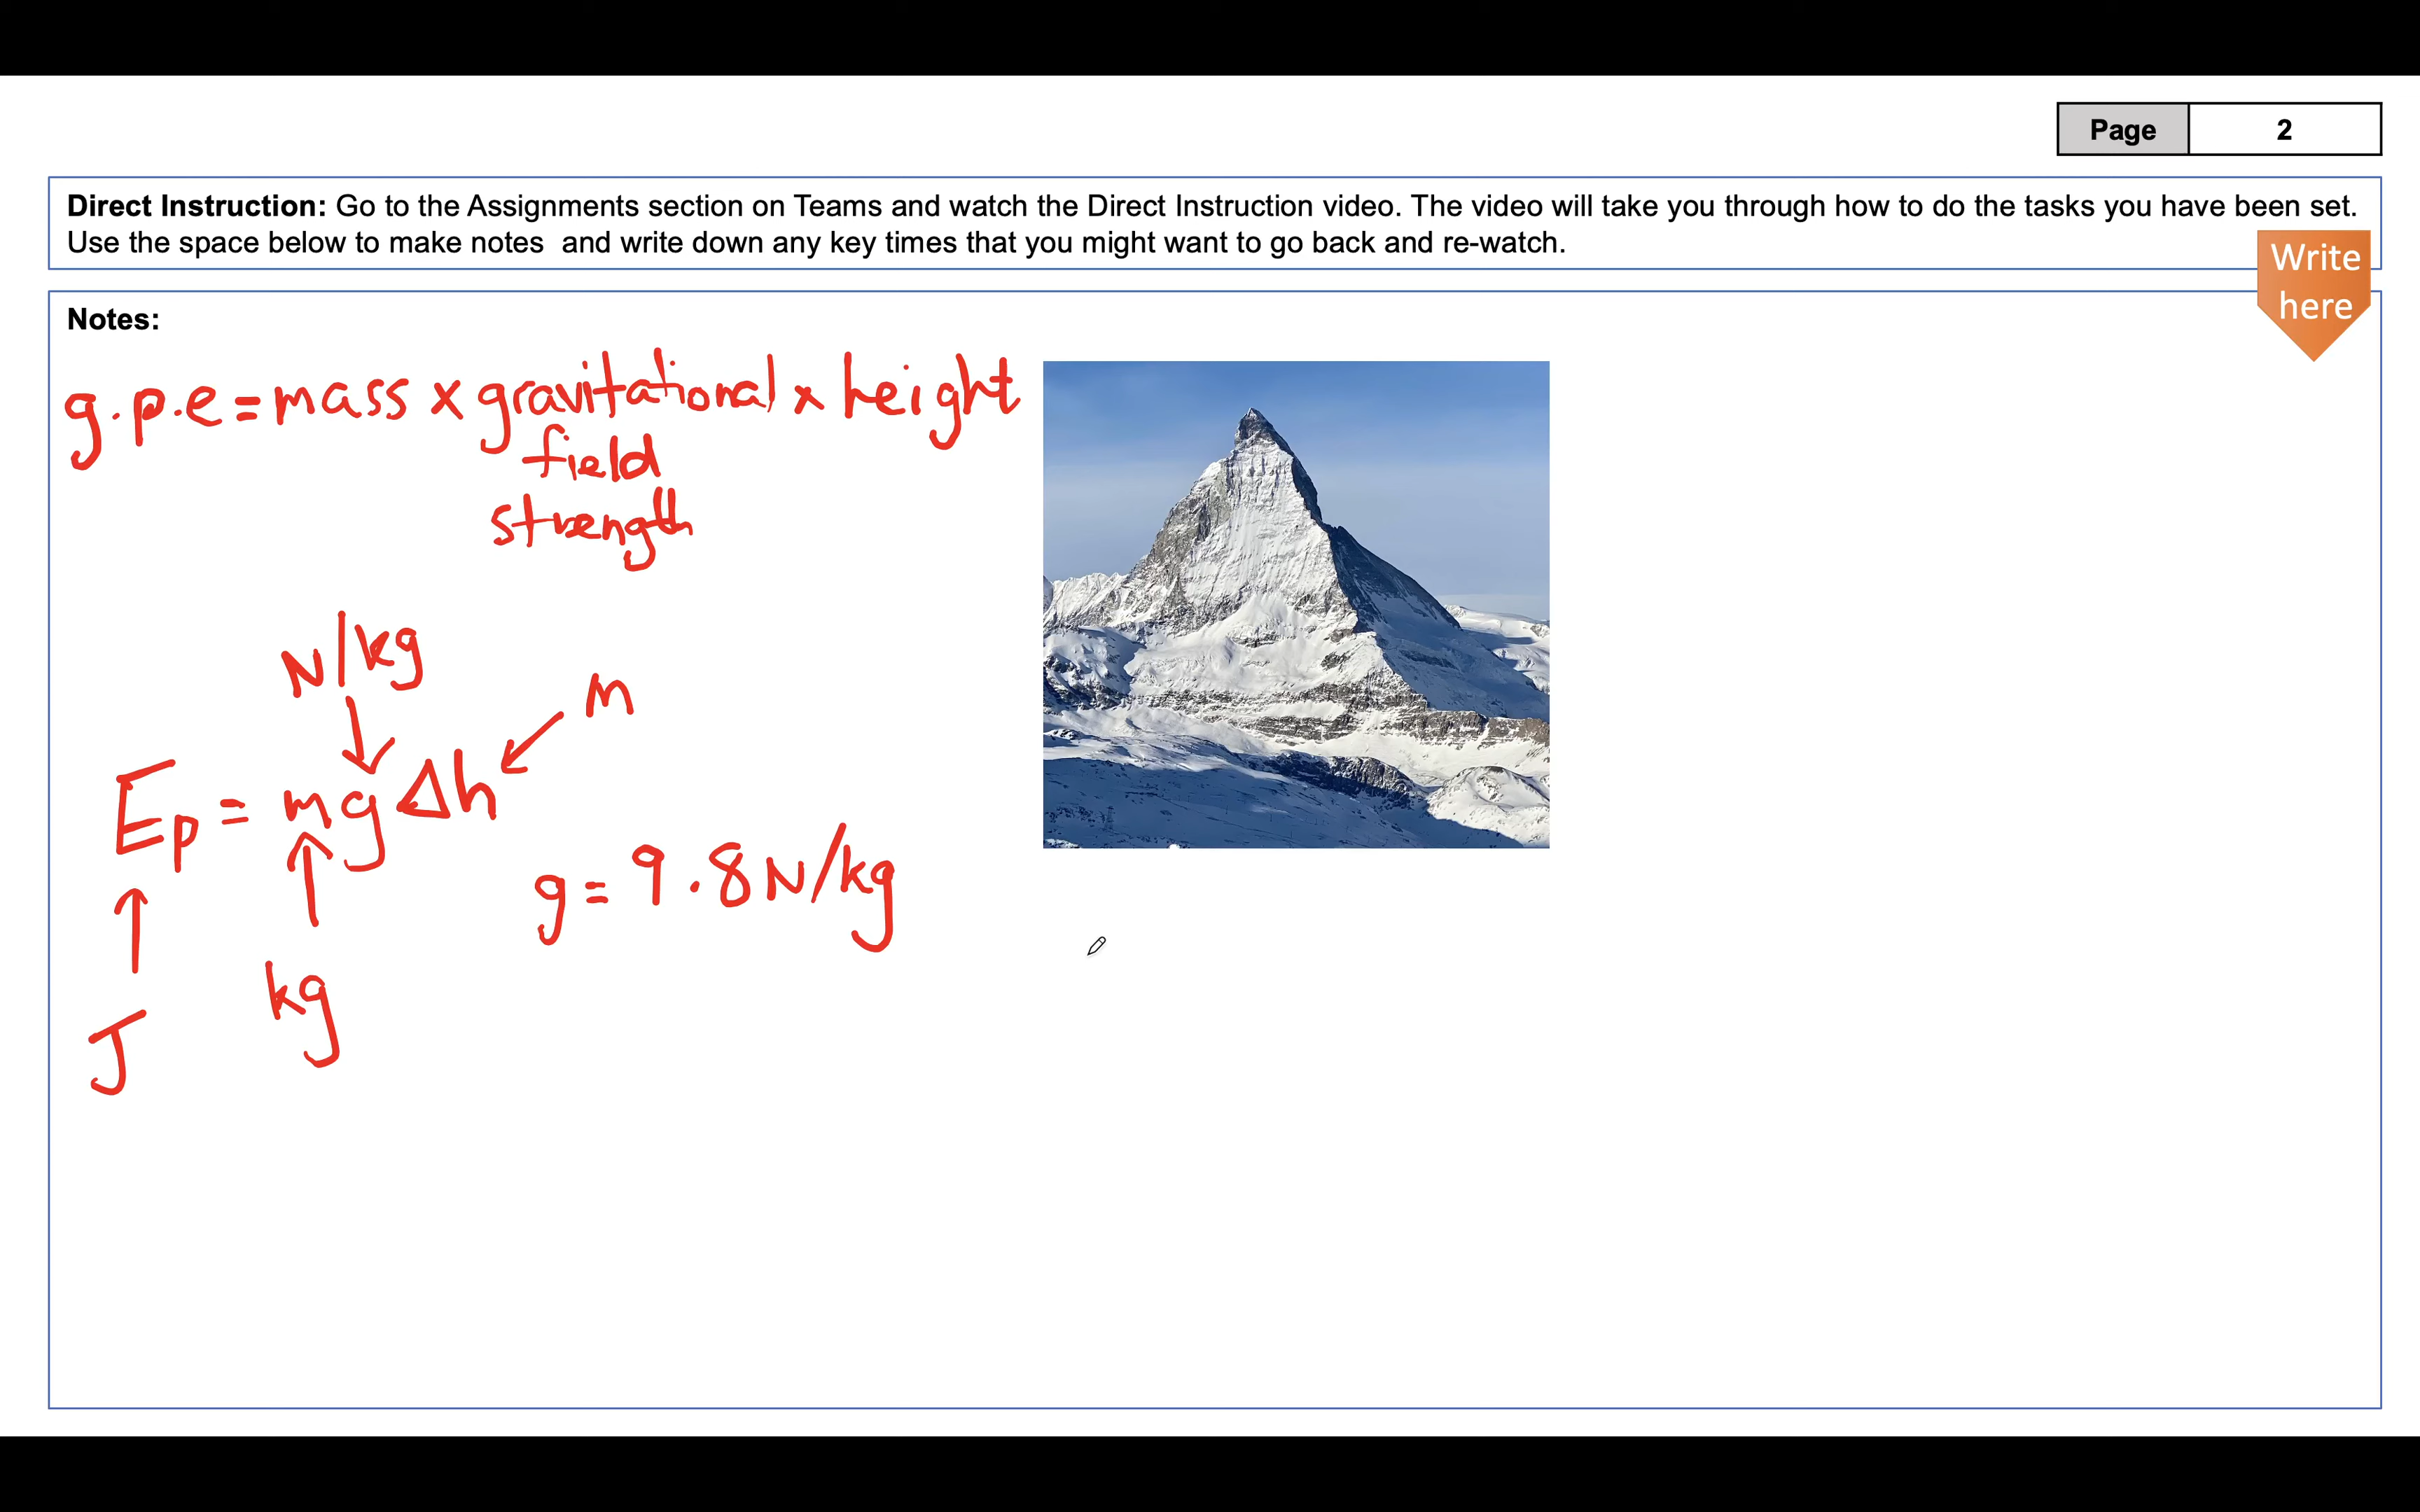 Page 2
Direct Instruction: Go to the Assignments section on Teams and watch the Direct Instruction video. The video will take you through how to do the tasks you have been set.
Use the space below to make notes and write down any key times that you might want to go back and re-watch.
Write
here
Notes:
g.p.e = mass x gravitational x height
field
strength
N/kg
m
Ep = mgΔh
g = 9.8 N/kg
kg
J